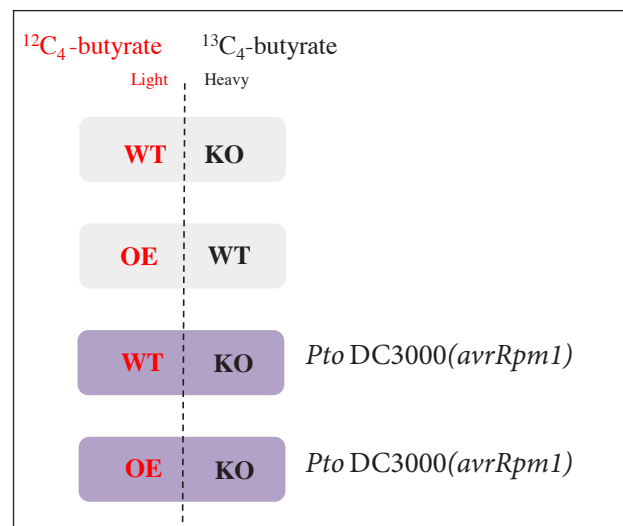 ¹²C₄-butyrate ¹³C₄-butyrate
Light Heavy
WT KO
OE WT
WT KO Pto DC3000(avrRpm1)
OE KO Pto DC3000(avrRpm1)